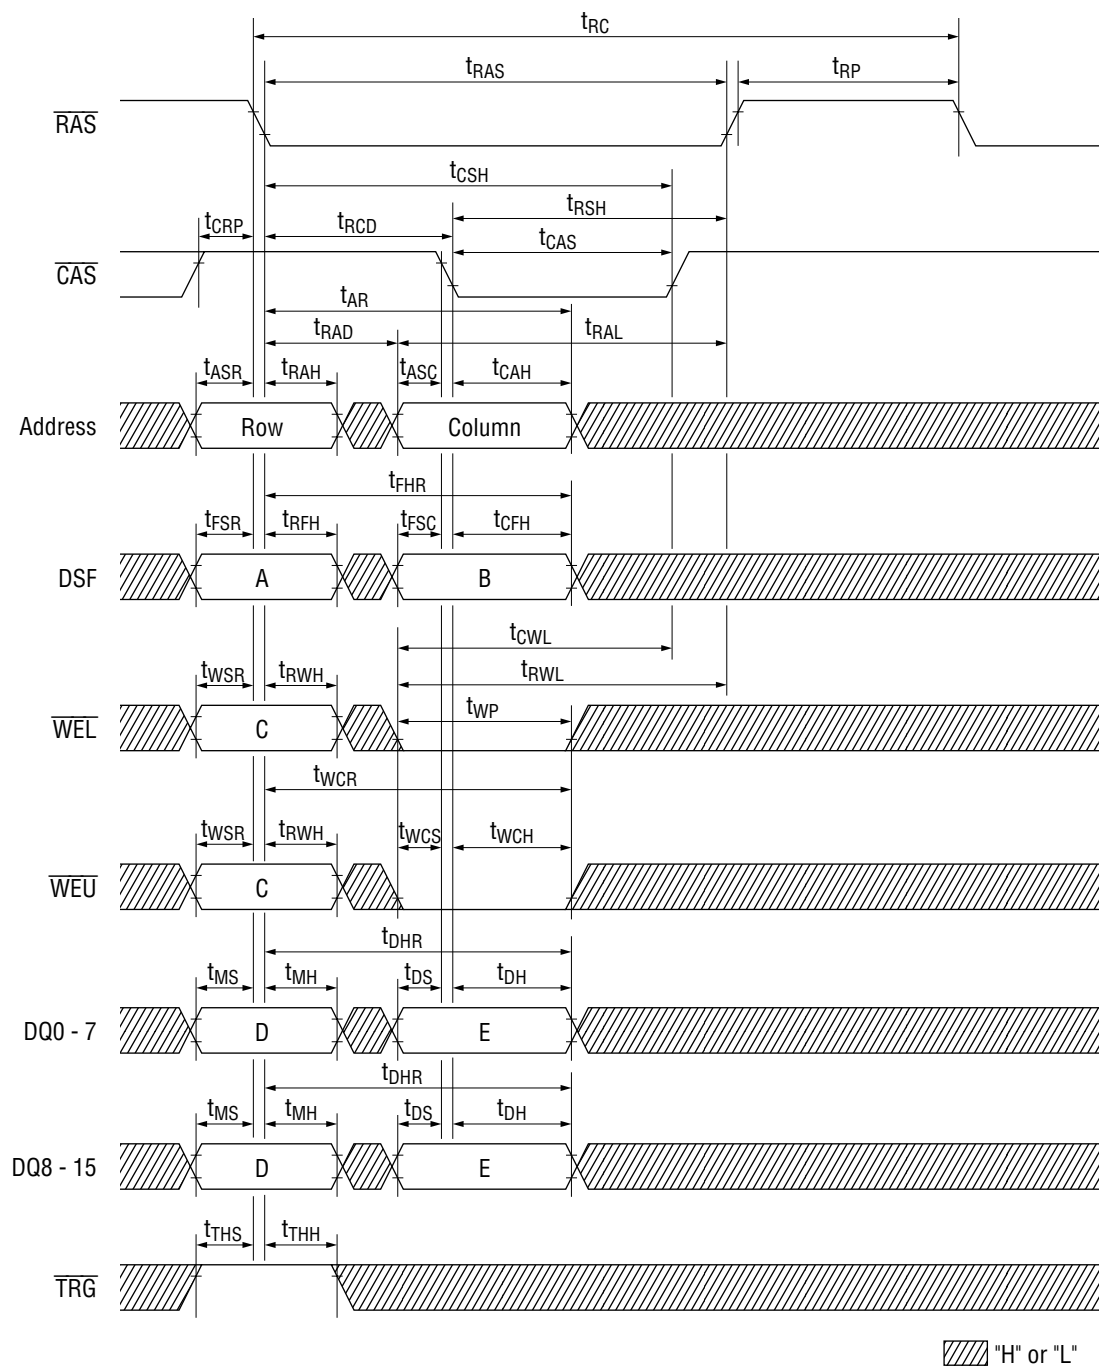 tRC
tRAS tRP
RAS
tCSH
tRSH
tCRP tRCD
tCAS
CAS
tAR
tRAD tRAL
tASR tRAH tASC tCAH
Address Row Column
tFHR
tFSR tRFH tFSC tCFH
DSF A B
tCWL
tWSR tRWH tRWL
tWP
WEL C
tWCR
tWSR tRWH tWCS tWCH
WEU C
tDHR
tMS tMH tDS tDH
DQ0 - 7 D E
tDHR
tMS tMH tDS tDH
DQ8 - 15 D E
tTHS tTHH
TRG
"H" or "L"